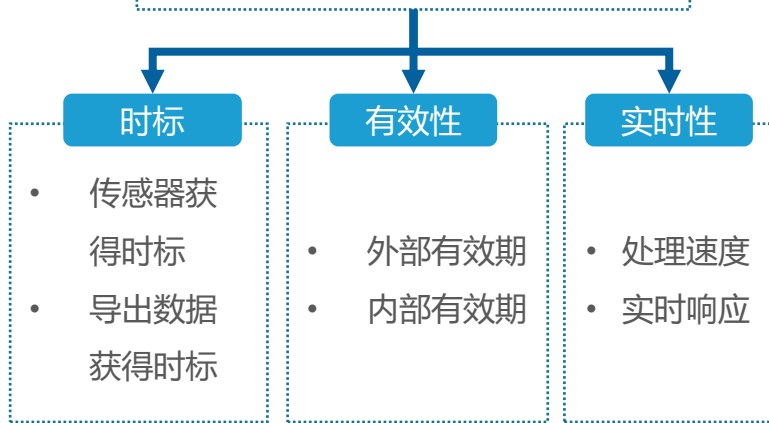 时标
有效性
实时性
• 传感器获
得时标
• 导出数据
获得时标
• 外部有效期
• 内部有效期
• 处理速度
• 实时响应